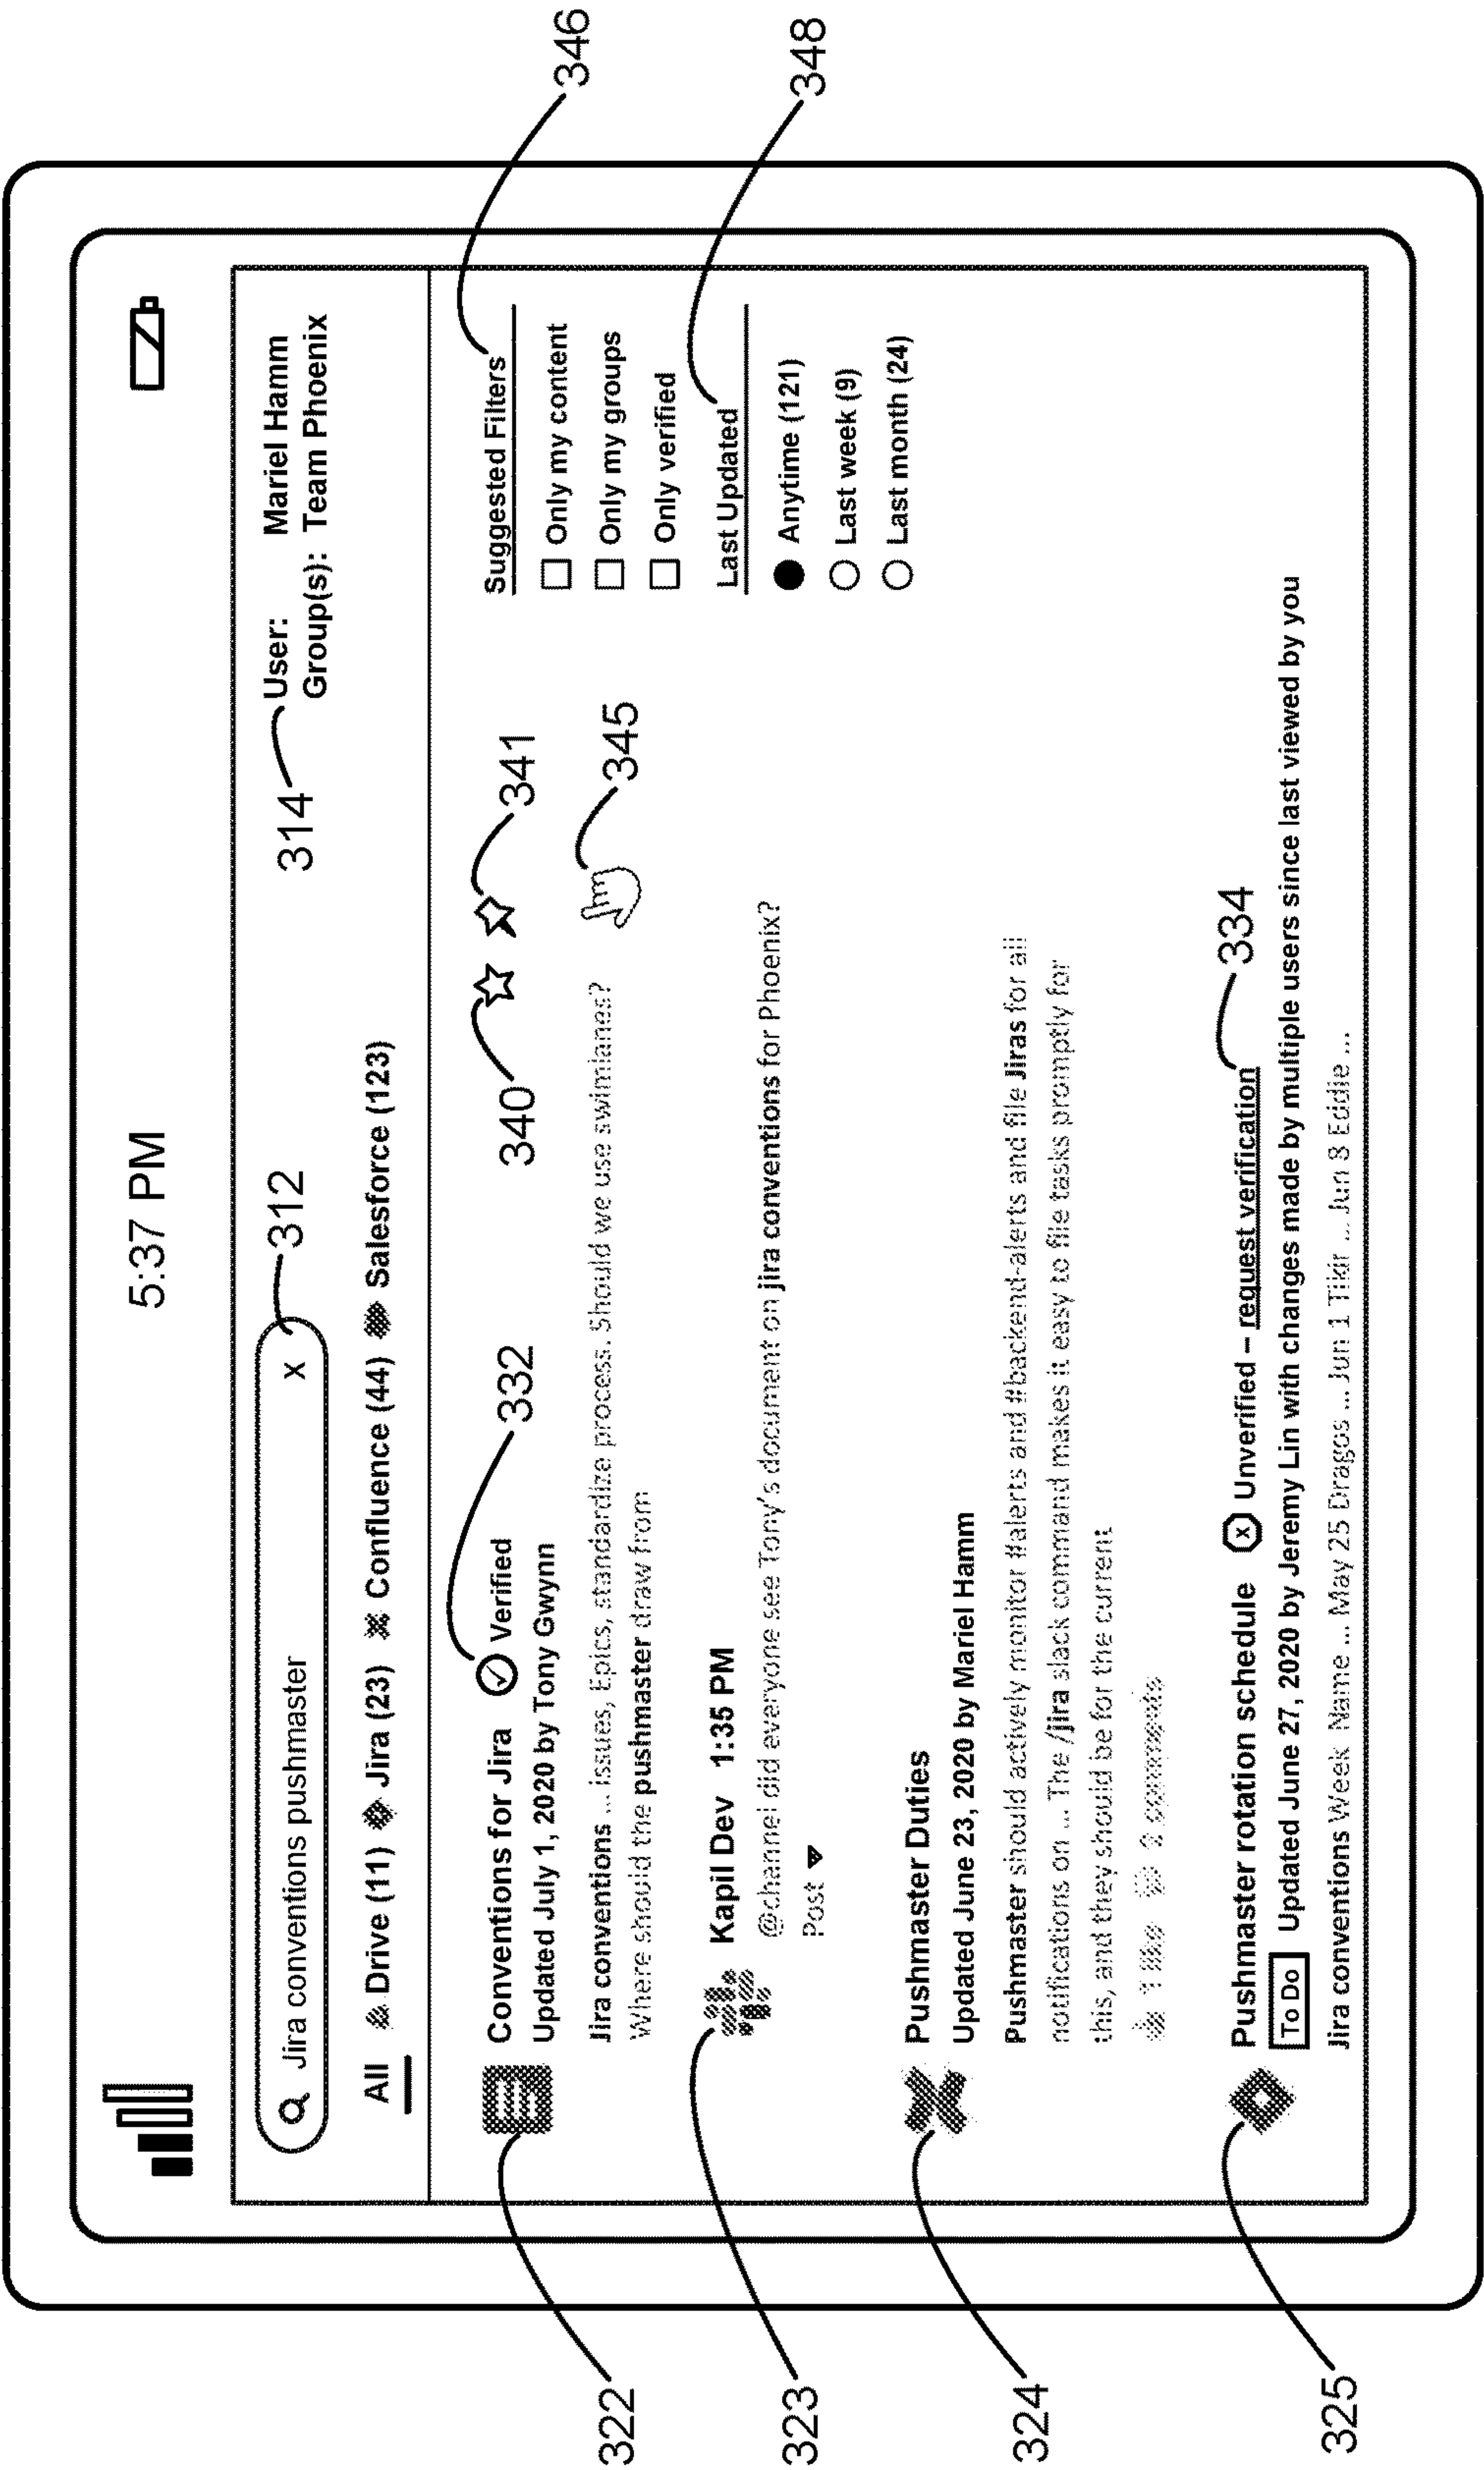 5:37 PM
Jira conventions pushmaster x
312
314
User: Mariel Hamm
Group(s): Team Phoenix
All Drive (11) Jira (23) Confluence (44) Salesforce (123)
322
Conventions for Jira Verified
332
340
341
Updated July 1, 2020 by Tony Gwynn
Jira conventions ... issues, Epics, standardize process. Should we use swimlanes?
Where should the pushmaster draw from
345
323
Kapil Dev 1:35 PM
@channel did everyone see Tony's document on jira conventions for Phoenix?
Post
324
Pushmaster Duties
Updated June 23, 2020 by Mariel Hamm
Pushmaster should actively monitor #alerts and #backend-alerts and file Jiras for all
notifications on ... The /jira slack command makes it easy to file tasks promptly for
this, and they should be for the current
1 like 2 comments
325
Pushmaster rotation schedule x Unverified – request verification
334
To Do Updated June 27, 2020 by Jeremy Lin with changes made by multiple users since last viewed by you
Jira conventions Week Name ... May 25 Dragos ... Jun 1 Tikir ... Jun 8 Eddie ...
346
Suggested Filters
Only my content
Only my groups
Only verified
348
Last Updated
Anytime (121)
Last week (9)
Last month (24)